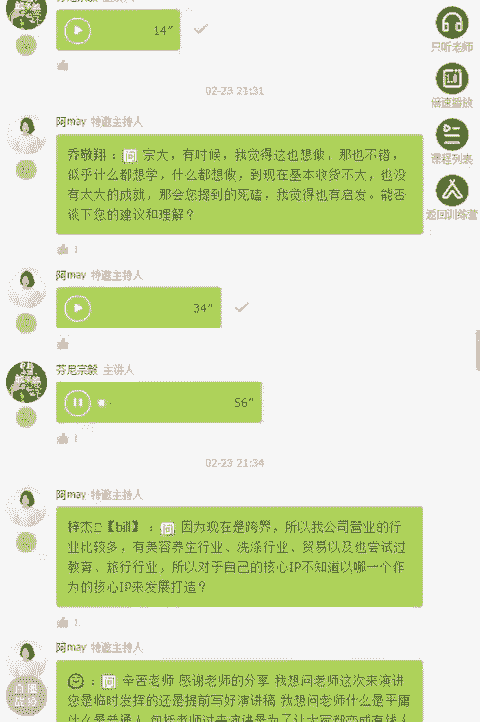 14″
只听老师
02-23 21:31
倍速播放
阿may 特邀主持人
乔敬翔：问 宗大，有时候，我觉得这也想做，那也不错，
似乎什么都想学，什么都想做，到现在基本收货不大，也没
有太大的成就，那会您提到的死磕，我觉得也有启发。能否
谈下您的建议和理解？
课程列表
返回训练营
1
阿may 特邀主持人
34″
芬尼宗毅 主讲人
56″
1
02-23 21:34
阿may 特邀主持人
梓杰【bill】：问 因为现在是跨界，所以我公司营业的行
业比较多，有美容养生行业、洗涤行业、贸易以及也尝试过
教育、旅行行业，所以对于自己的核心IP不知道以哪一个作
为的核心IP来发展打造？
1
阿may 特邀主持人
：问 辛苦老师 感谢老师的分享 我想问老师这次来演讲
您是临时发挥的还是提前写好演讲稿 我想问老师什么是平庸